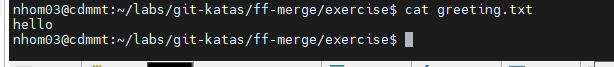 nhom03@cdmmt:~/labs/git-katas/ff-merge/exercise$ cat greeting.txt
hello
nhom03@cdmmt:~/labs/git-katas/ff-merge/exercise$